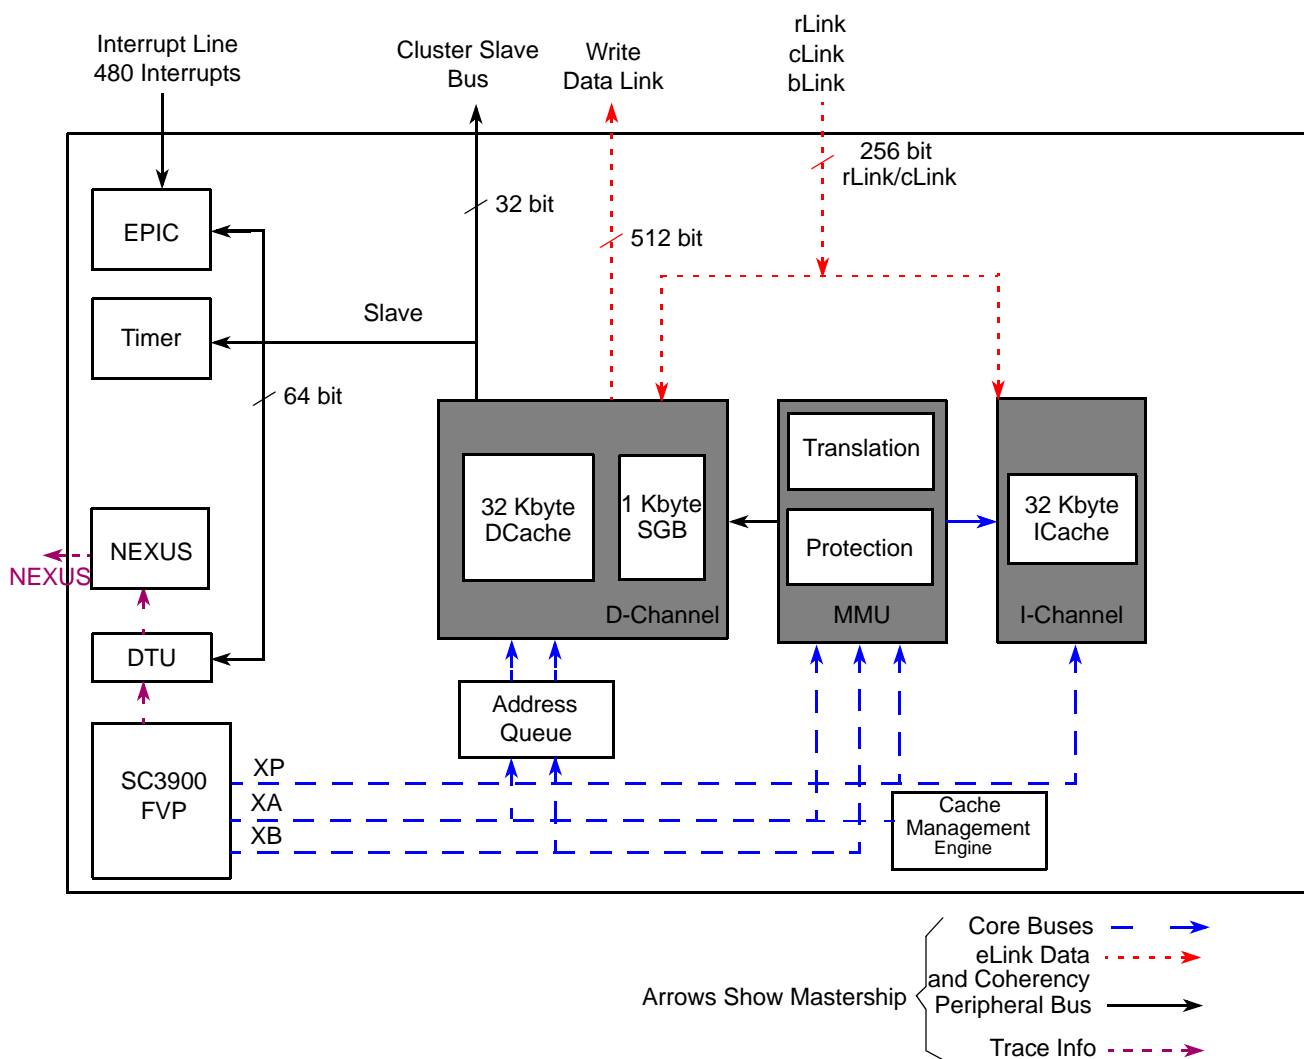 Interrupt Line
480 Interrupts
Cluster Slave
Bus
Write
Data Link
rLink
cLink
bLink
256 bit
rLink/cLink
32 bit
512 bit
EPIC
Slave
Timer
64 bit
Translation
32 Kbyte
DCache
1 Kbyte
SGB
Protection
32 Kbyte
ICache
D-Channel
MMU
I-Channel
NEXUS
NEXUS
DTU
Address
Queue
SC3900
FVP
XP
XA
XB
Cache
Management
Engine
Arrows Show Mastership
Core Buses
eLink Data
and Coherency
Peripheral Bus
Trace Info